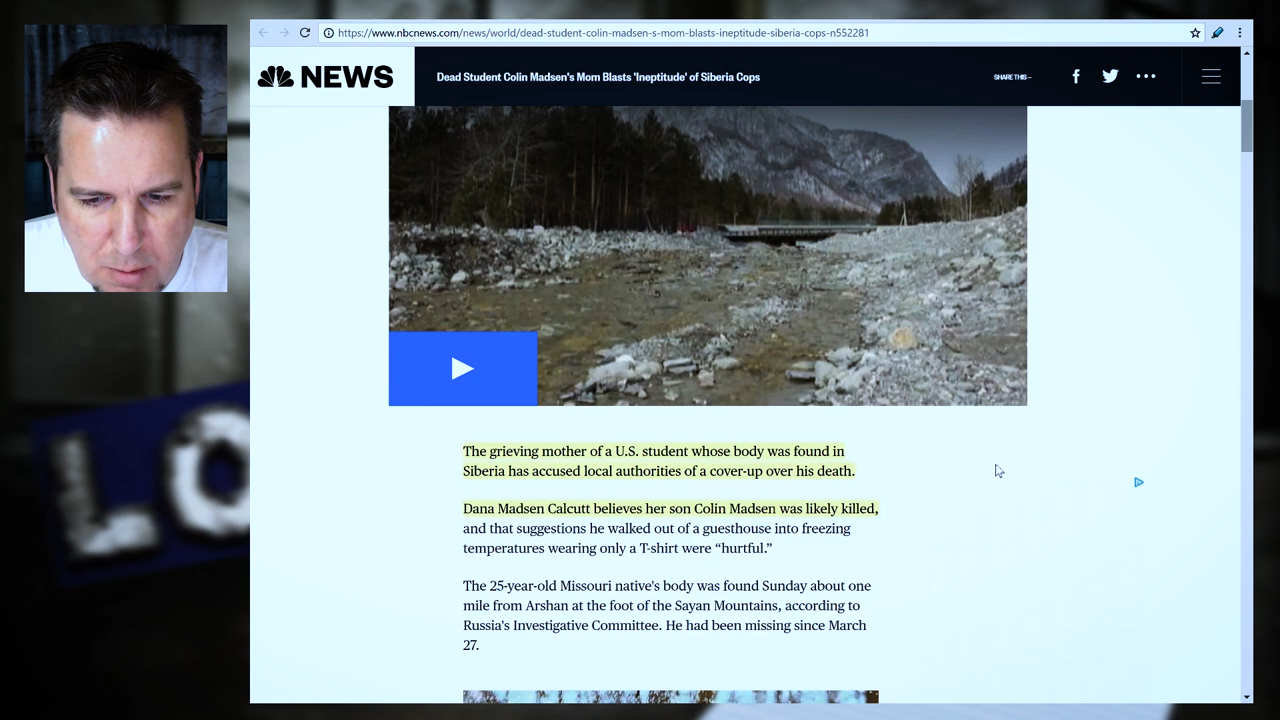 https://www.nbcnews.com/news/world/dead-student-colin-madsen-s-mom-blasts-ineptitude-siberia-cops-n552281
NEWS
Dead Student Colin Madsen's Mom Blasts 'Ineptitude' of Siberia Cops
SHARE THIS—
The grieving mother of a U.S. student whose body was found in
Siberia has accused local authorities of a cover-up over his death.
Dana Madsen Calcutt believes her son Colin Madsen was likely killed,
and that suggestions he walked out of a guesthouse into freezing
temperatures wearing only a T-shirt were “hurtful.”
The 25-year-old Missouri native's body was found Sunday about one
mile from Arshan at the foot of the Sayan Mountains, according to
Russia's Investigative Committee. He had been missing since March
27.
LO